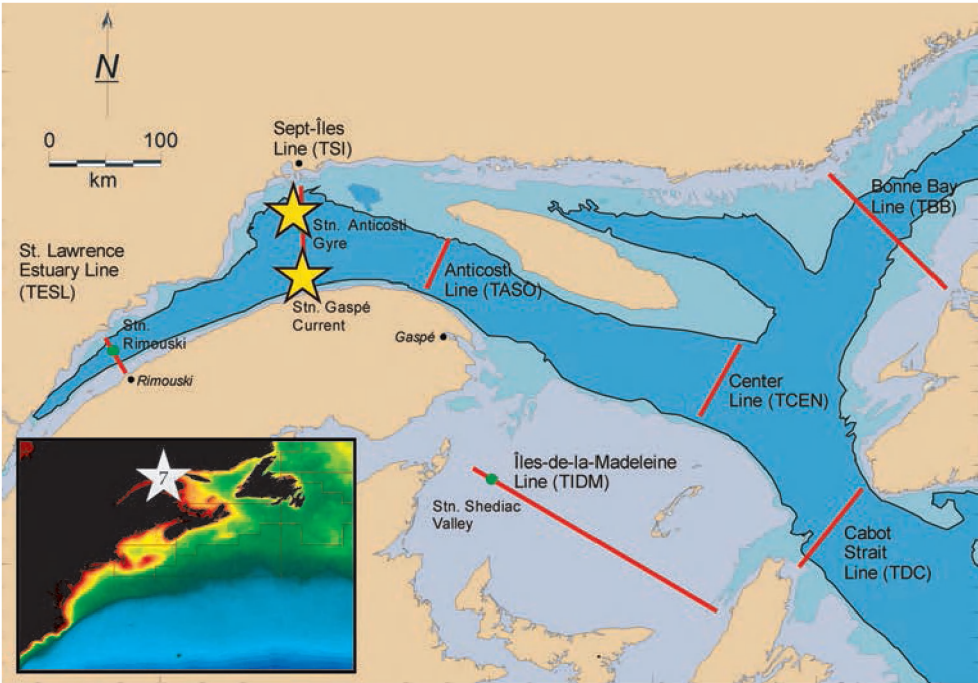 N
0 100
km
Sept-Îles
Line (TSI)
Bonne Bay
Line (TBB)
Stn. Anticosti
Gyre
St. Lawrence
Estuary Line
(TESL)
Anticosti
Line (TASO)
Stn. Gaspé
Current
Stn.
Rimouski
Gaspé
Rimouski
Center
Line (TCEN)
Îles-de-la-Madeleine
Line (TIDM)
Stn. Shediac
Valley
Cabot
Strait
Line (TDC)
7